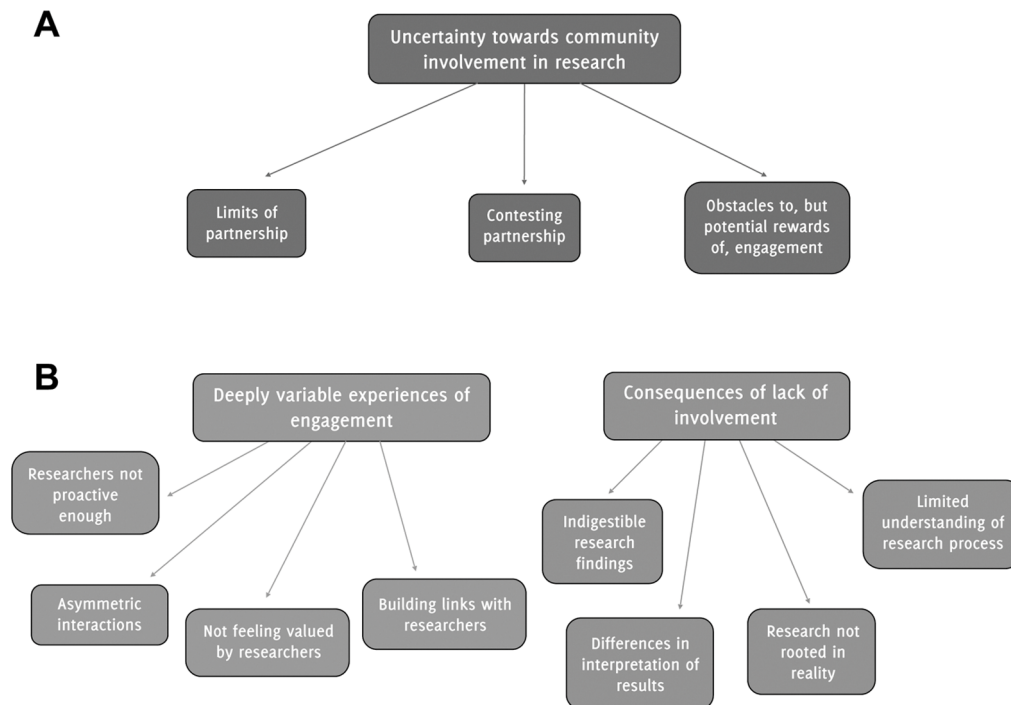 A
Uncertainty towards community
involvement in research
Limits of
partnership
Contesting
partnership
Obstacles to, but
potential rewards
of, engagement
B
Deeply variable experiences of
engagement
Researchers not
proactive
enough
Asymmetric
interactions
Not feeling valued
by researchers
Building links with
researchers
Consequences of lack of
involvement
Indigestible
research
findings
Differences in
interpretation of
results
Research not
rooted in
reality
Limited
understanding of
research process